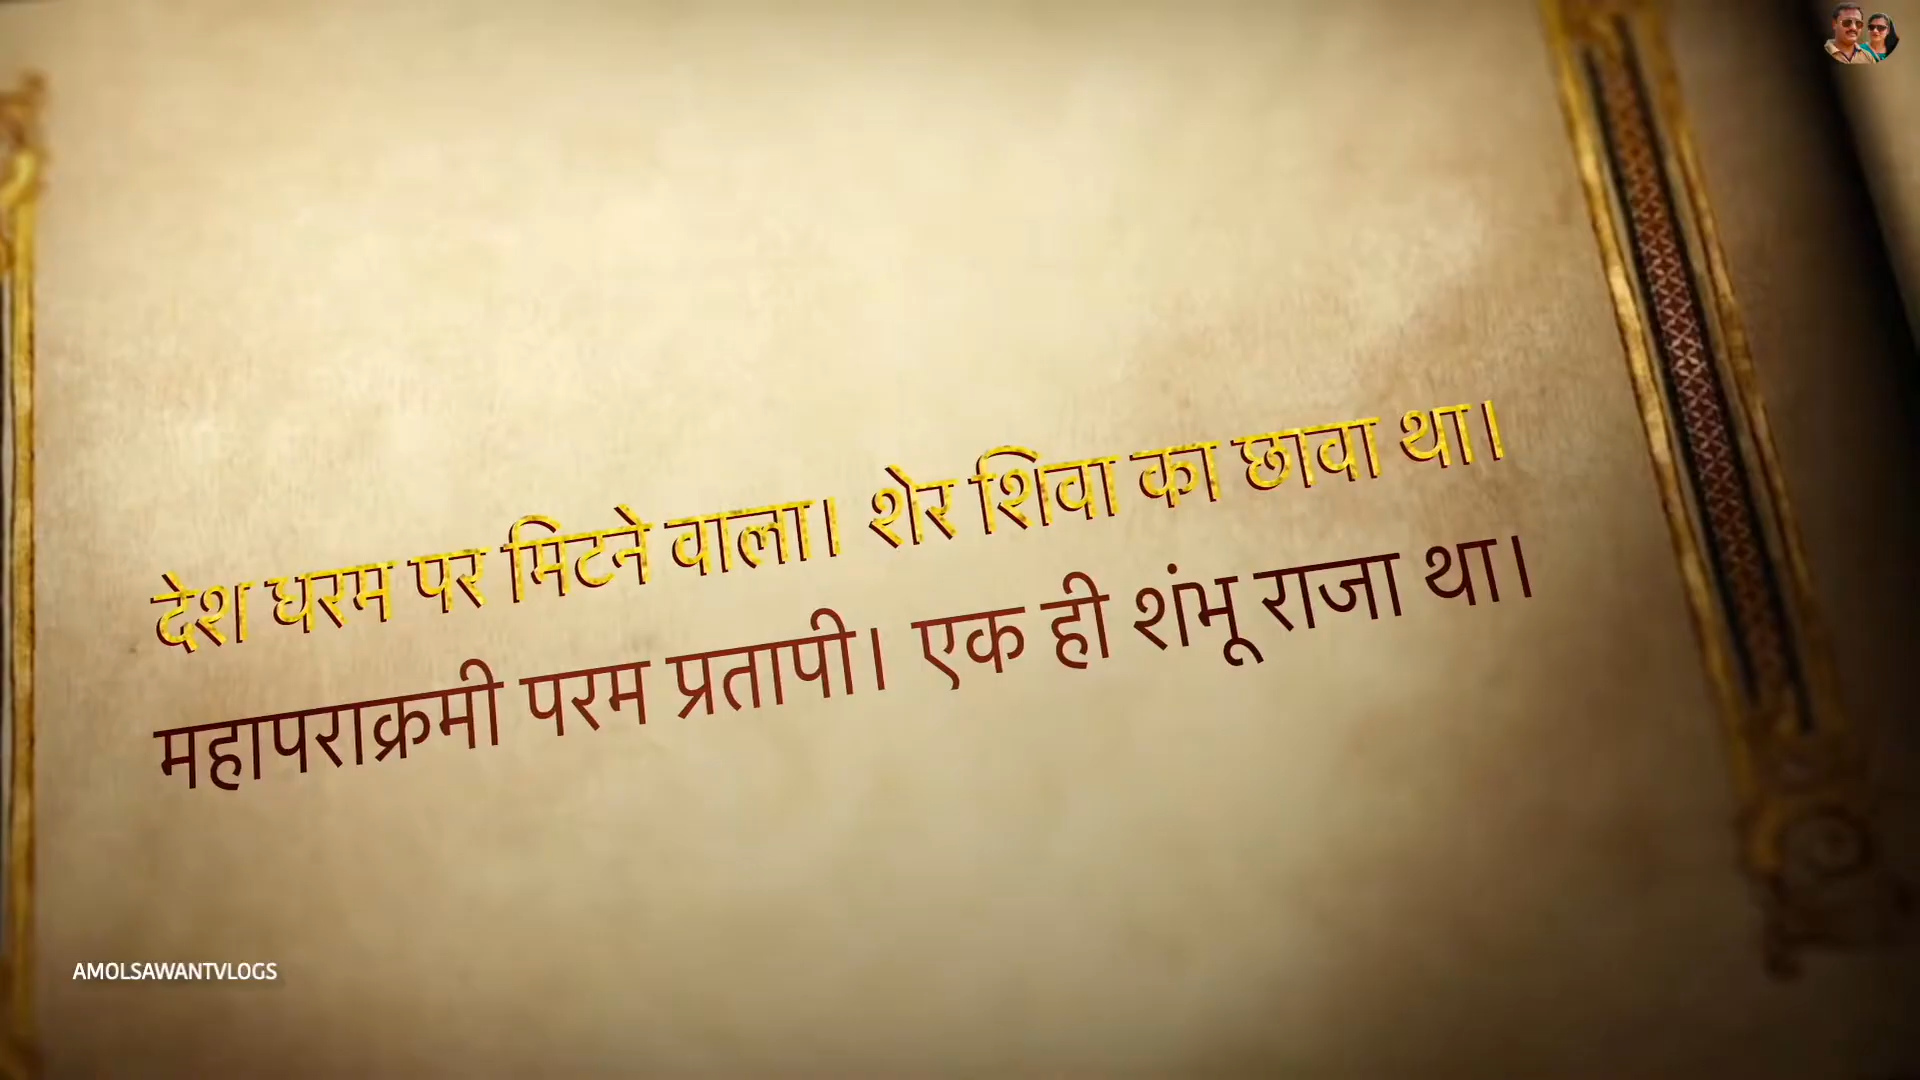 देश धरम पर मिटने वाला। शेर शिवा का छावा था।
महापराक्रमी परम प्रतापी। एक ही शंभू राजा था।
AMOLSAWANTVLOGS